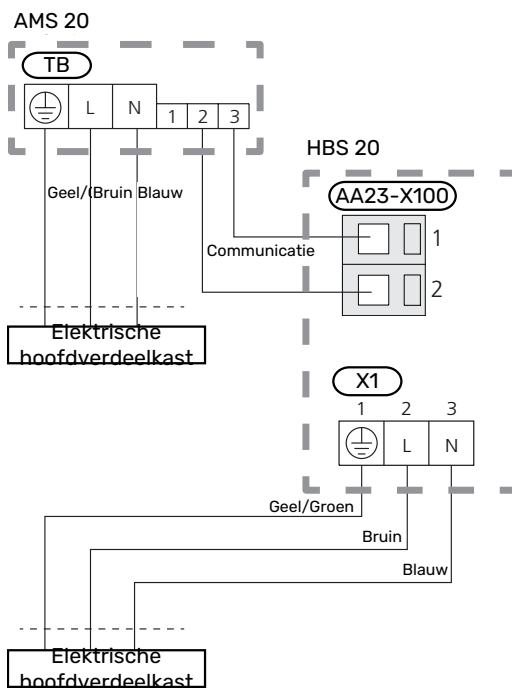 AMS 20
TB
L N 1 2 3
Geel/(Bruin Blauw
Elektrische
hoofdverdeelkast
HBS 20
AA23-X100
1
Communicatie
2
X1
1 2 3
L N
Geel/Groen
Bruin
Blauw
Elektrische
hoofdverdeelkast